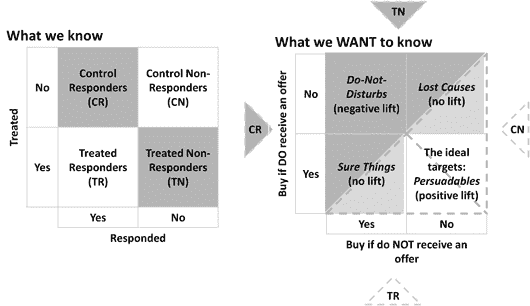 TN
What we know
What we WANT to know
Treated
No
Control
Responders
(CR)
Control Non-
Responders
(CN)
Yes
Treated
Responders
(TR)
Treated Non-
Responders
(TN)
Yes
No
Responded
CR
Buy if DO receive an
offer
No
Do-Not-
Disturbs
(negative lift)
Lost Causes
(no lift)
Yes
Sure Things
(no lift)
The ideal
targets:
Persuadables
(positive lift)
Yes
No
Buy if do NOT receive an
offer
CN
TR